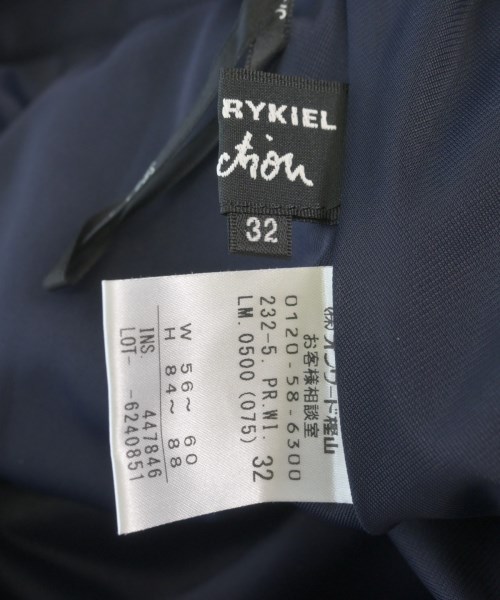 RYKIEL
ction
32
㈱オンワード樫山
お客様相談室
0120-58-6300
232-5. PR.WI. 32
LM.0500 (075)
W 56~ 60
H 84~ 88
INS 447846
LOT- -6240851